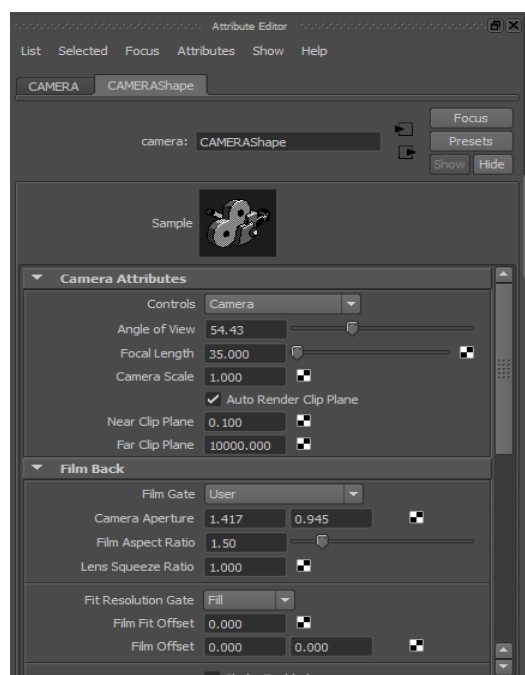 Attribute Editor
List Selected Focus Attributes Show Help
CAMERA CAMERAShape
camera: CAMERAShape
Focus
Presets
Show Hide
Sample
Camera Attributes
Controls Camera
Angle of View 54.43
Focal Length 35.000
Camera Scale 1.000
Auto Render Clip Plane
Near Clip Plane 0.100
Far Clip Plane 10000.000
Film Back
Film Gate User
Camera Aperture 1.417 0.945
Film Aspect Ratio 1.50
Lens Squeeze Ratio 1.000
Fit Resolution Gate Fill
Film Fit Offset 0.000
Film Offset 0.000 0.000